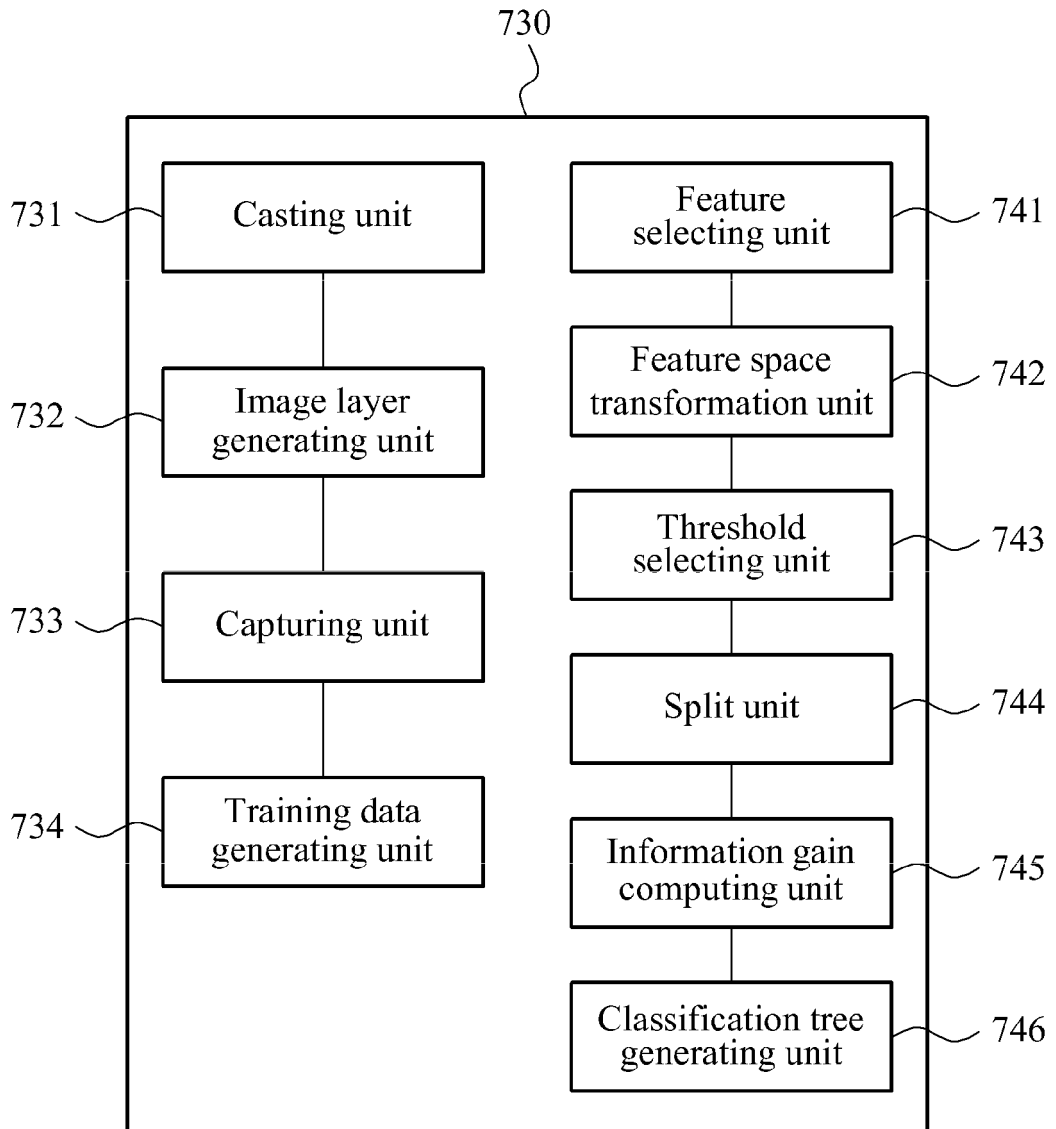 730
731
Casting unit
732
Image layer
generating unit
733
Capturing unit
734
Training data
generating unit
Feature
selecting unit
741
Feature space
transformation unit
742
Threshold
selecting unit
743
Split unit
744
Information gain
computing unit
745
Classification tree
generating unit
746